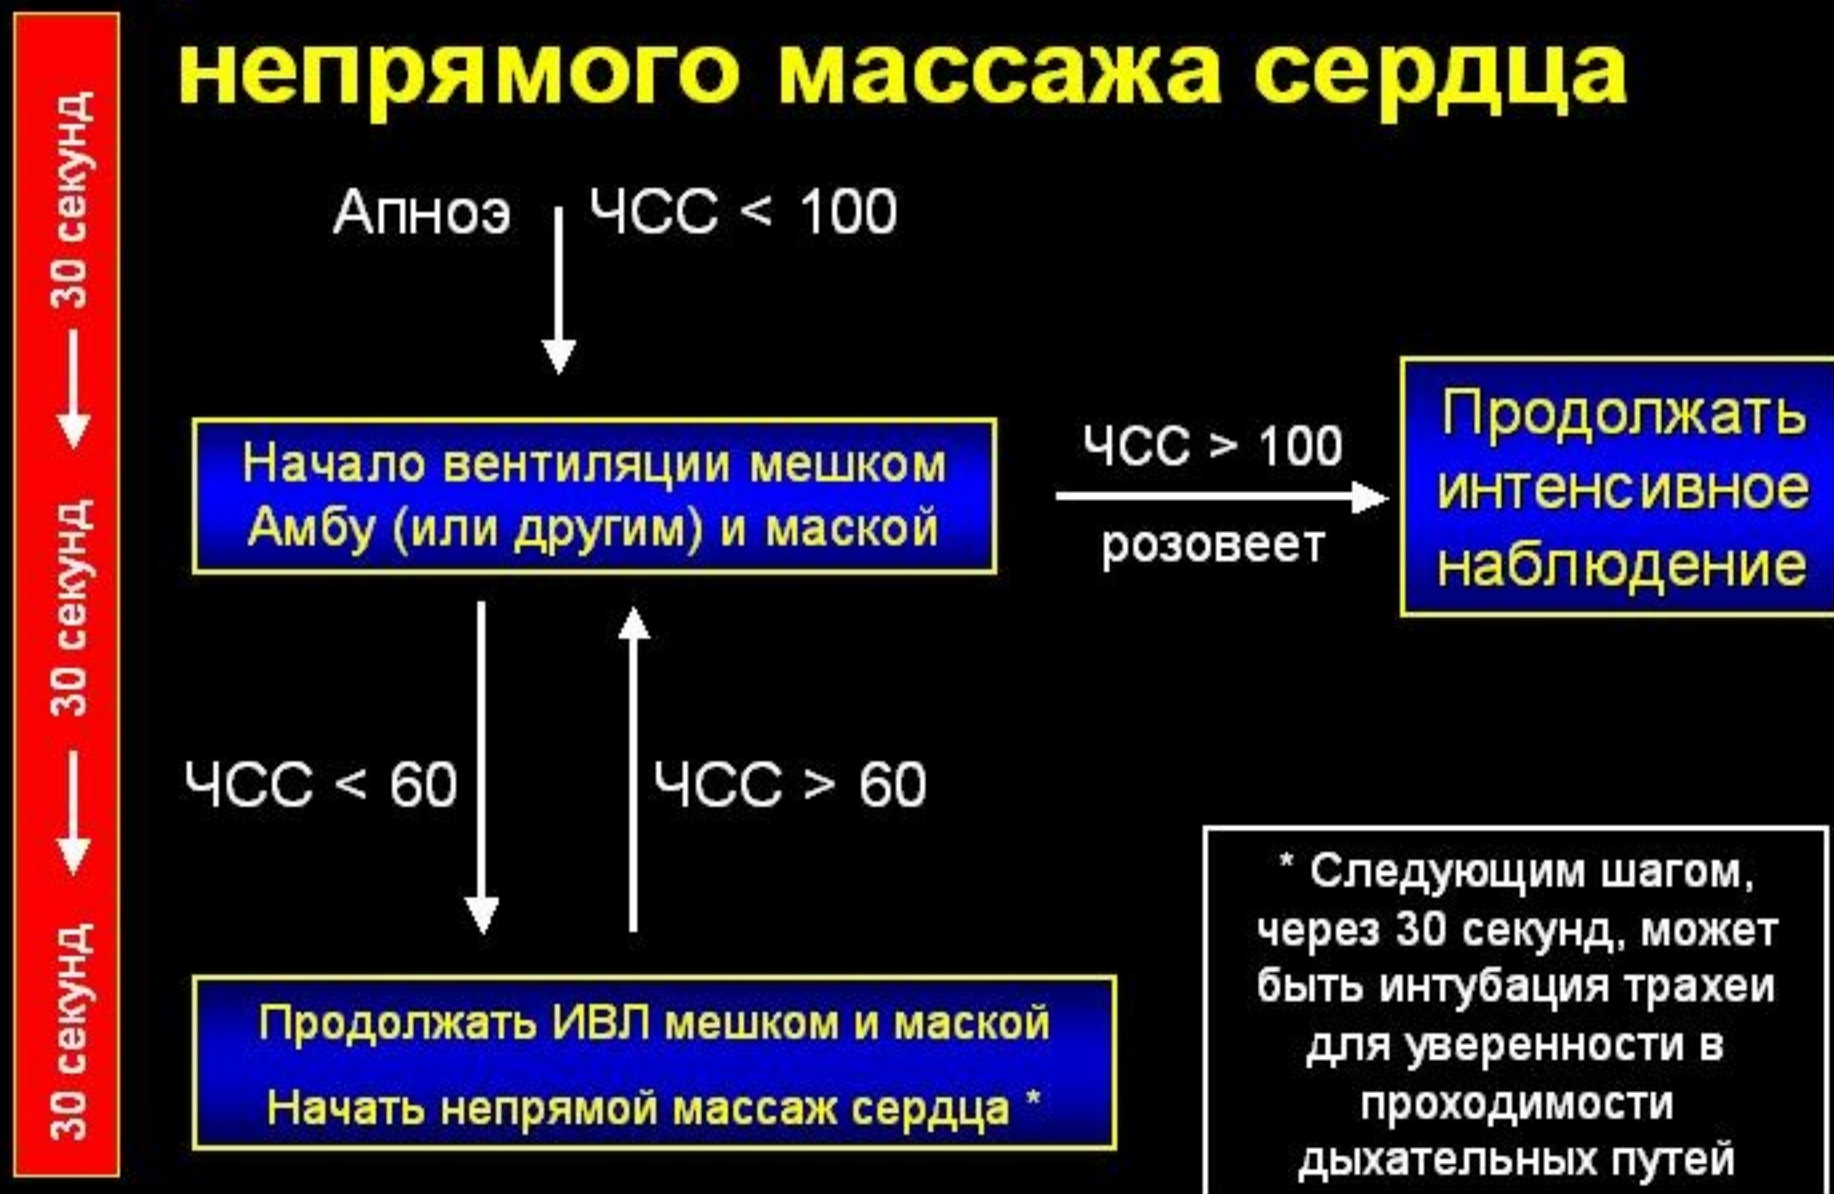 непрямого массажа сердца
30 секунд
30 секунд
30 секунд
Апноэ ЧСС < 100
Начало вентиляции мешком
Амбу (или другим) и маской
ЧСС > 100
розовеет
Продолжать
интенсивное
наблюдение
ЧСС < 60
ЧСС > 60
Продолжать ИВЛ мешком и маской
Начать непрямой массаж сердца *
* Следующим шагом,
через 30 секунд, может
быть интубация трахеи
для уверенности в
проходимости
дыхательных путей